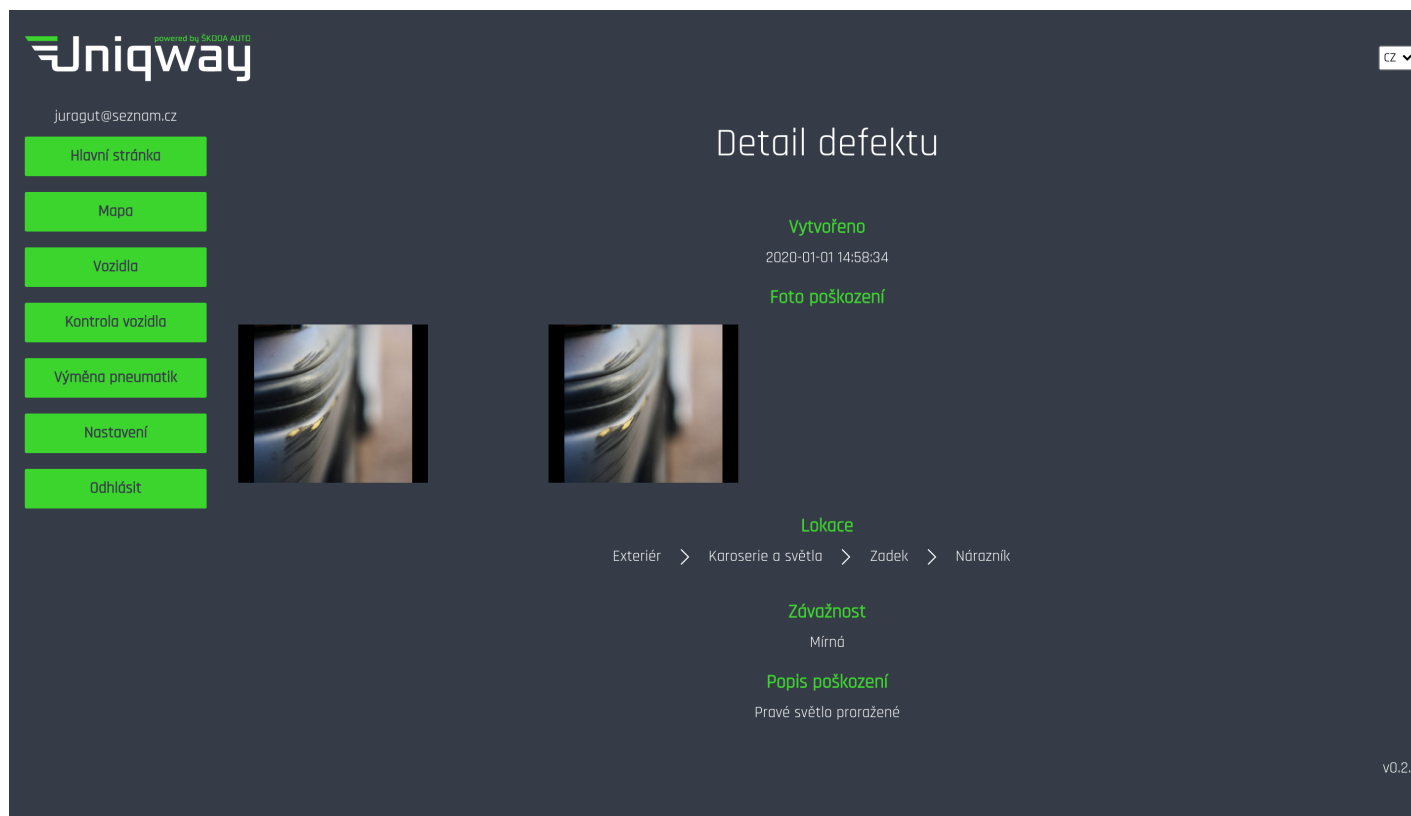 powered by ŠKODA AUTO
Uniqway
CZ
juragut@seznam.cz
Hlavní stránka
Mapa
Vozidla
Kontrola vozidla
Výměna pneumatik
Nastavení
Odhlásit
Detail defektu
Vytvořeno
2020-01-01 14:58:34
Foto poškození
Lokace
Exteriér > Karoserie a světla > Zadek > Nárazník
Závažnost
Mírná
Popis poškození
Pravé světlo proražené
v0.2.